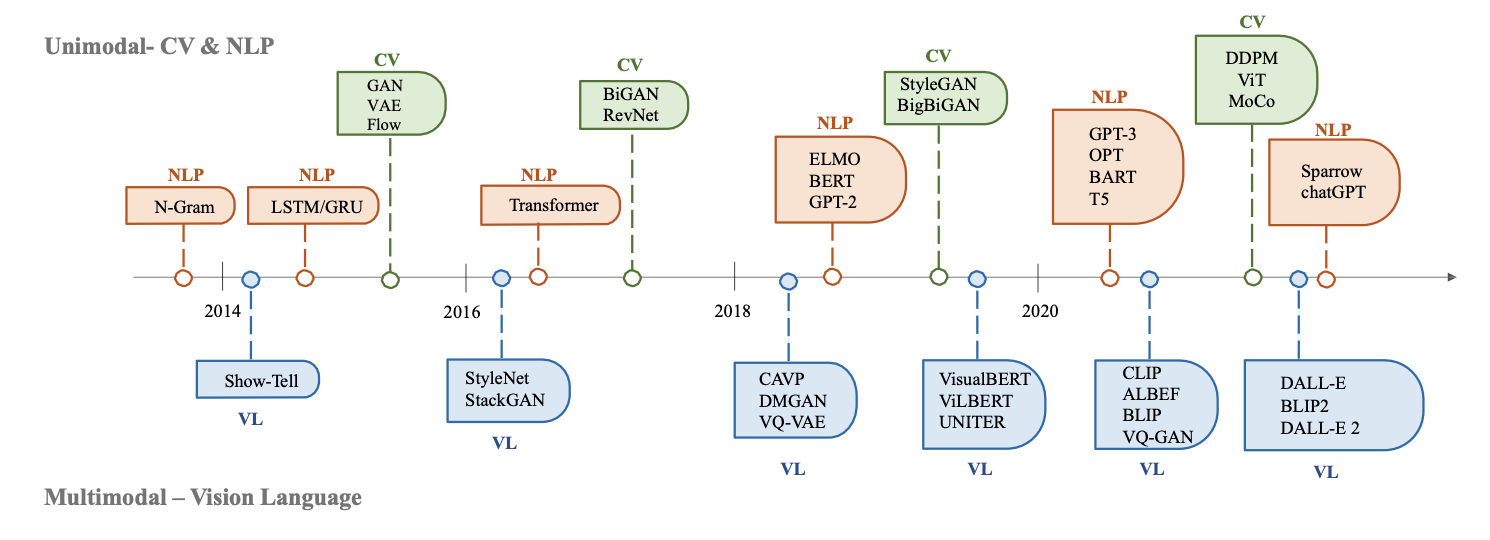 Unimodal- CV & NLP
NLP
N-Gram
NLP
LSTM/GRU
CV
GAN
VAE
Flow
NLP
Transformer
CV
BiGAN
RevNet
NLP
ELMO
BERT
GPT-2
CV
StyleGAN
BigBiGAN
NLP
GPT-3
OPT
BART
T5
CV
DDPM
ViT
MoCo
NLP
Sparrow
chatGPT
2014
2016
2018
2020
Show-Tell
VL
StyleNet
StackGAN
VL
CAVP
DMGAN
VQ-VAE
VL
VisualBERT
ViLBERT
UNITER
VL
CLIP
ALBEF
BLIP
VQ-GAN
VL
DALL-E
BLIP2
DALL-E 2
VL
Multimodal – Vision Language